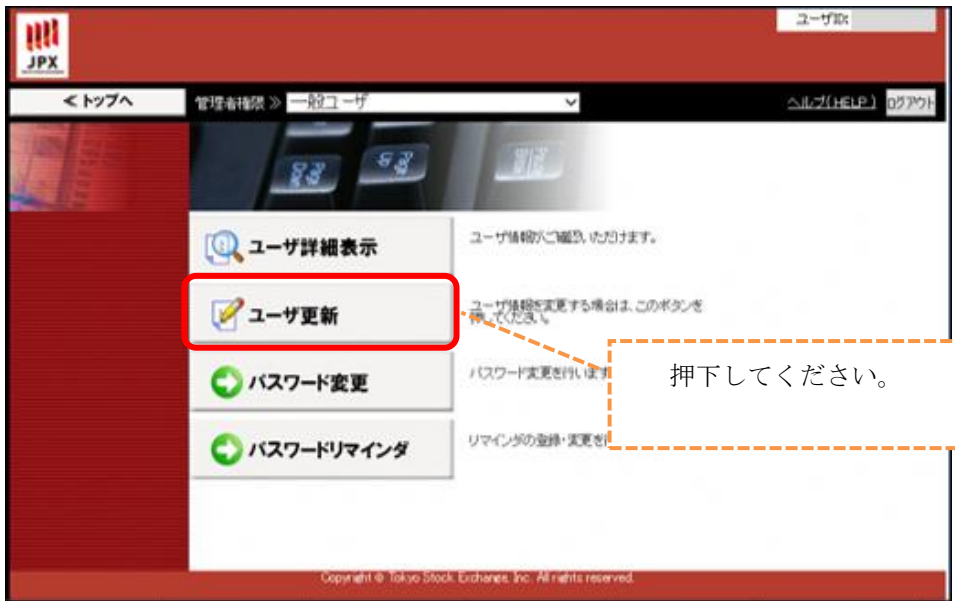 ユーザID:
JPX
≪ トップへ
管理者権限 ≫ 一般ユーザ
ヘルプ(HELP) ログアウト
Page Down
Page Up
ユーザ詳細表示
ユーザ情報がご確認いただけます。
ユーザ更新
ユーザ情報を変更する場合は、このボタンを
押してください。
押下してください。
パスワード変更
パスワード変更を行います
パスワードリマインダ
リマインダの登録・変更を
Copyright © Tokyo Stock Exchange, Inc. All rights reserved.